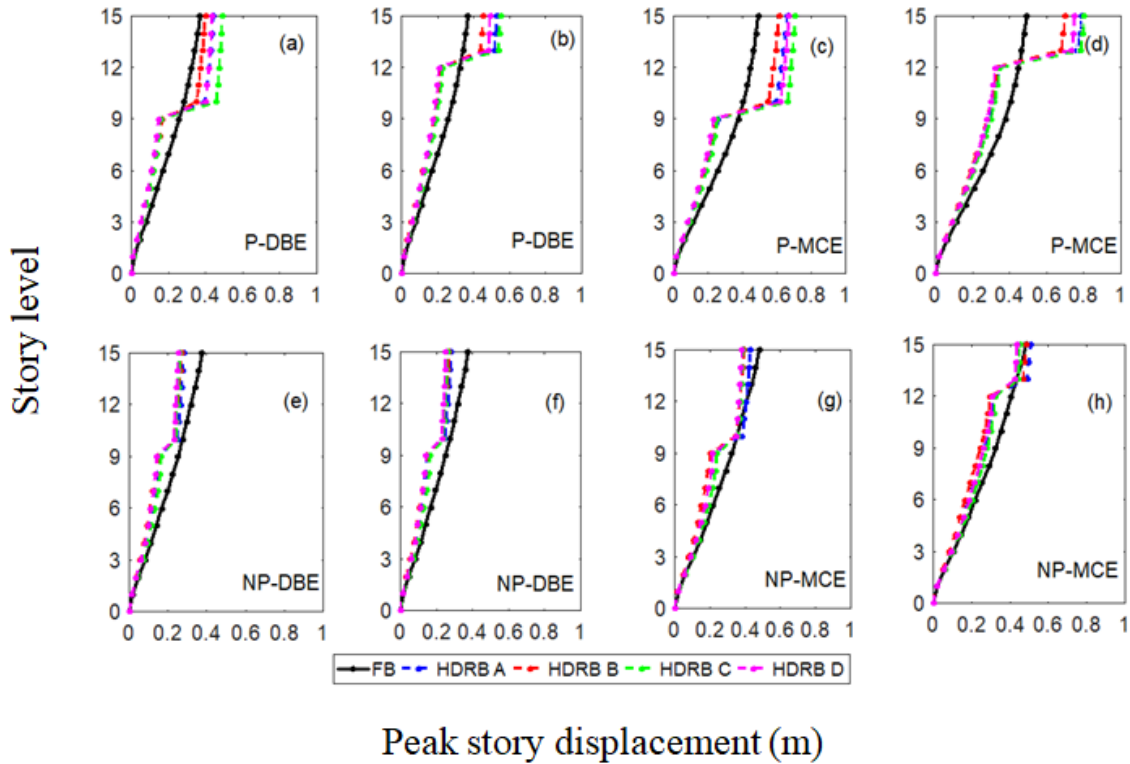 15 15 15 15
(a) (b) (c) (d)
12 12 12 12
9 9 9 9
6 6 6 6
3 3 3 3
P-DBE P-DBE P-MCE P-MCE
0 0 0 0
0 0.2 0.4 0.6 0.8 1 0 0.2 0.4 0.6 0.8 1 0 0.2 0.4 0.6 0.8 1 0 0.2 0.4 0.6 0.8 1
Story level
15 15 15 15
(e) (f) (g) (h)
12 12 12 12
9 9 9 9
6 6 6 6
3 3 3 3
NP-DBE NP-DBE NP-MCE NP-MCE
0 0 0 0
0 0.2 0.4 0.6 0.8 1 0 0.2 0.4 0.6 0.8 1 0 0.2 0.4 0.6 0.8 1 0 0.2 0.4 0.6 0.8 1
FB HDRB A HDRB B HDRB C HDRB D
Peak story displacement (m)